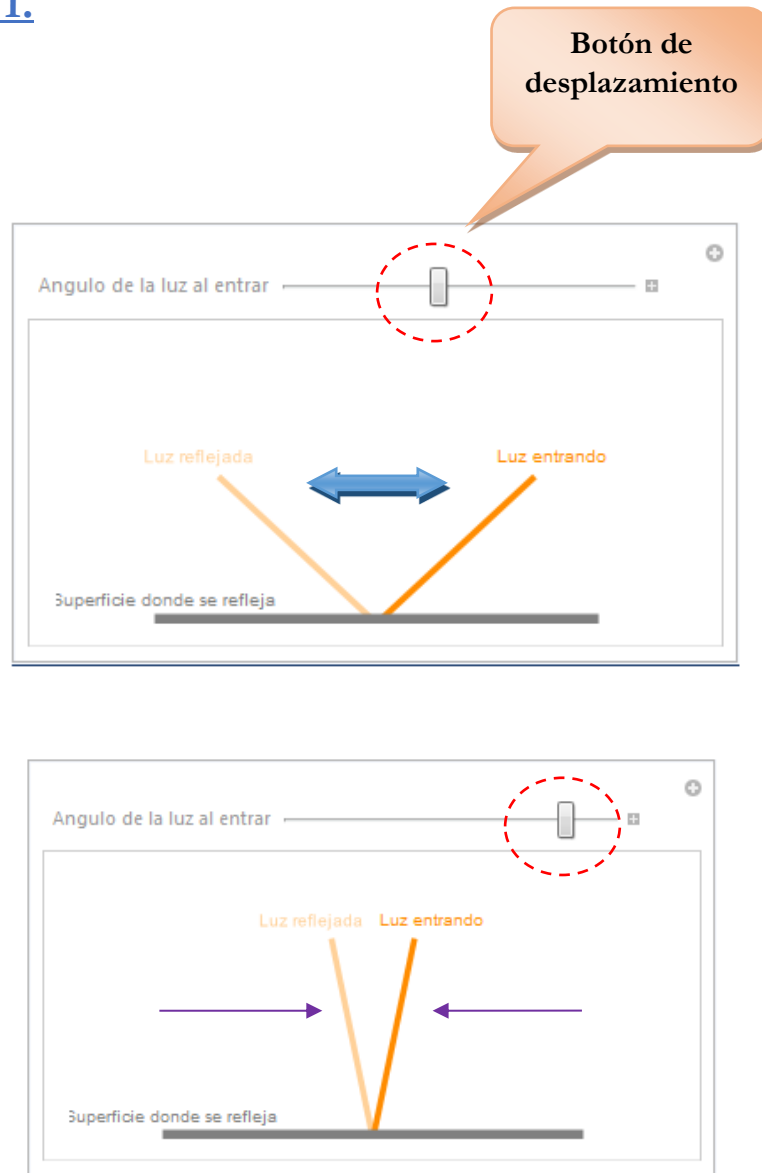 1.
Botón de
desplazamiento
Angulo de la luz al entrar
Luz reflejada
Luz entrando
Superficie donde se refleja
Angulo de la luz al entrar
Luz reflejada
Luz entrando
Superficie donde se refleja